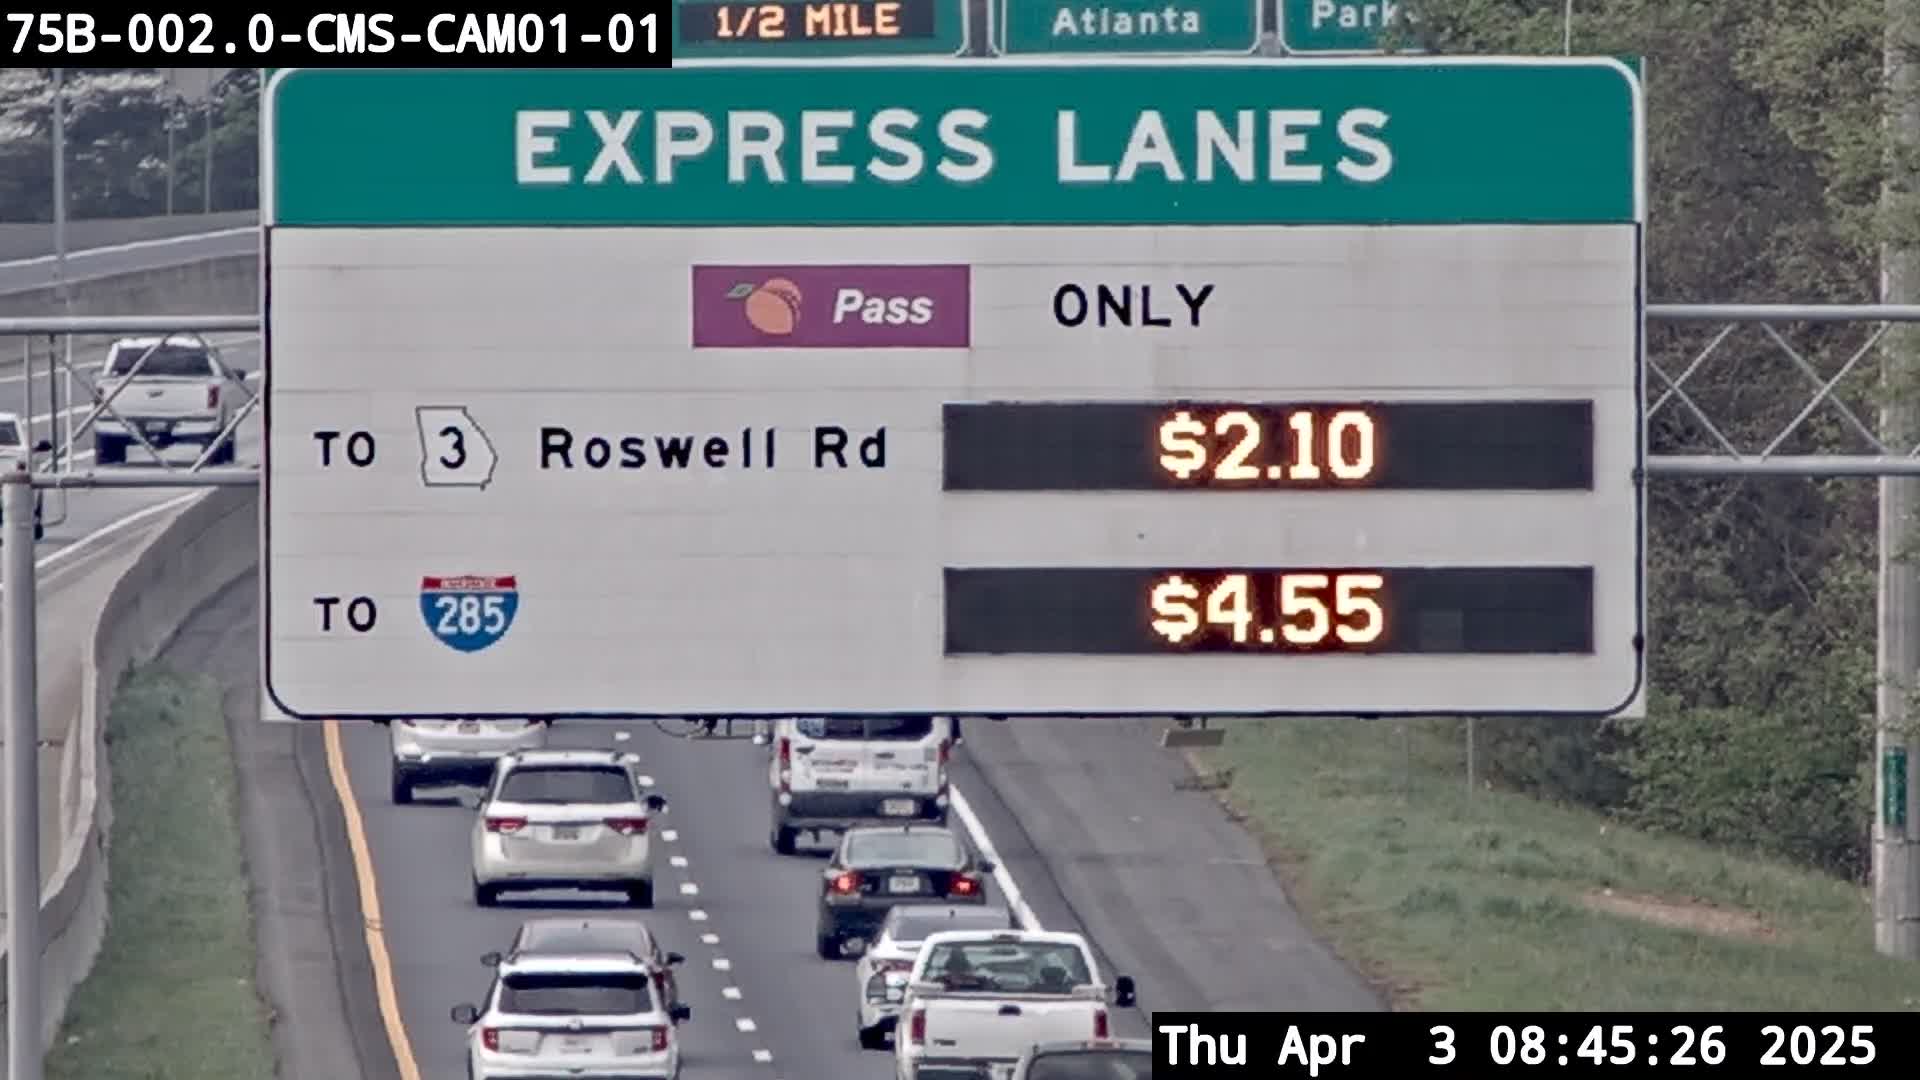 75B-002.0-CMS-CAM01-01
1/2 MILE
Atlanta
Park
EXPRESS LANES
Pass ONLY
TO 3 Roswell Rd $2.10
TO 285 $4.55
Thu Apr 3 08:45:26 2025